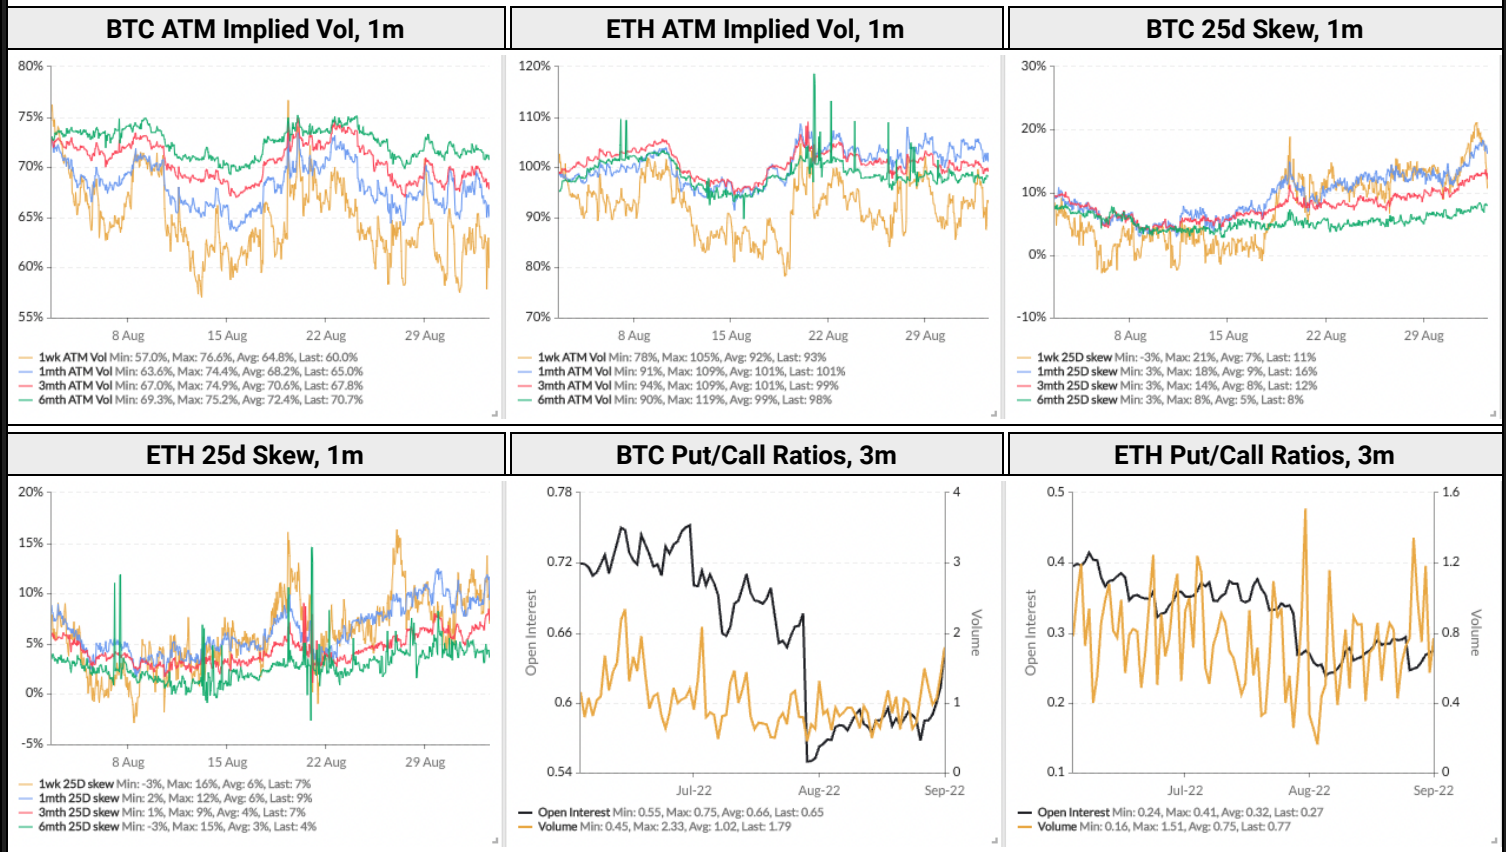 BTC ATM Implied Vol, 1m
80%
75%
70%
65%
60%
55%
8 Aug 15 Aug 22 Aug 29 Aug
1wk ATM Vol Min: 57.0%, Max: 76.6%, Avg: 64.8%, Last: 60.0%
1mth ATM Vol Min: 63.6%, Max: 74.4%, Avg: 68.2%, Last: 65.0%
3mth ATM Vol Min: 67.0%, Max: 74.9%, Avg: 70.6%, Last: 67.8%
6mth ATM Vol Min: 69.3%, Max: 75.2%, Avg: 72.4%, Last: 70.7%
ETH ATM Implied Vol, 1m
120%
110%
100%
90%
80%
70%
8 Aug 15 Aug 22 Aug 29 Aug
1wk ATM Vol Min: 78%, Max: 105%, Avg: 92%, Last: 93%
1mth ATM Vol Min: 91%, Max: 109%, Avg: 101%, Last: 101%
3mth ATM Vol Min: 94%, Max: 109%, Avg: 101%, Last: 99%
6mth ATM Vol Min: 90%, Max: 119%, Avg: 99%, Last: 98%
BTC 25d Skew, 1m
30%
20%
10%
0%
-10%
8 Aug 15 Aug 22 Aug 29 Aug
1wk 25D skew Min: -3%, Max: 21%, Avg: 7%, Last: 11%
1mth 25D skew Min: 3%, Max: 18%, Avg: 9%, Last: 16%
3mth 25D skew Min: 3%, Max: 14%, Avg: 8%, Last: 12%
6mth 25D skew Min: 3%, Max: 8%, Avg: 5%, Last: 8%
ETH 25d Skew, 1m
20%
15%
10%
5%
0%
-5%
8 Aug 15 Aug 22 Aug 29 Aug
1wk 25D skew Min: -3%, Max: 16%, Avg: 6%, Last: 7%
1mth 25D skew Min: 2%, Max: 12%, Avg: 6%, Last: 9%
3mth 25D skew Min: 1%, Max: 9%, Avg: 4%, Last: 7%
6mth 25D skew Min: -3%, Max: 15%, Avg: 3%, Last: 4%
BTC Put/Call Ratios, 3m
0.78
0.72
0.66
0.6
0.54
Open Interest
4
3
2
1
0
Volume
Jul-22 Aug-22 Sep-22
Open Interest Min: 0.55, Max: 0.75, Avg: 0.66, Last: 0.65
Volume Min: 0.45, Max: 2.33, Avg: 1.02, Last: 1.79
ETH Put/Call Ratios, 3m
0.5
0.4
0.3
0.2
0.1
Open Interest
1.6
1.2
0.8
0.4
0
Volume
Jul-22 Aug-22 Sep-22
Open Interest Min: 0.24, Max: 0.41, Avg: 0.32, Last: 0.27
Volume Min: 0.16, Max: 1.51, Avg: 0.75, Last: 0.77